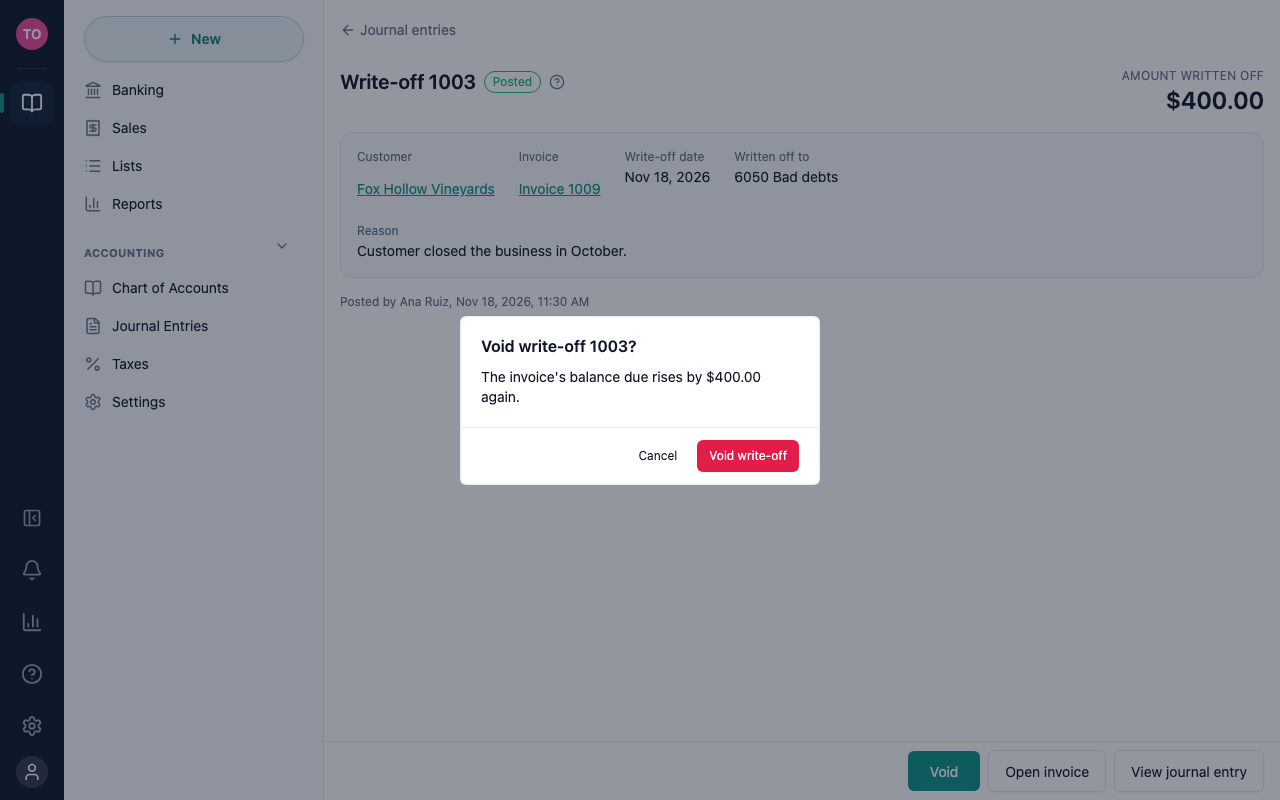 TO
New
Banking
Sales
Lists
Reports
ACCOUNTING
Chart of Accounts
Journal Entries
Taxes
Settings
Journal entries
Write-off 1003
Posted
AMOUNT WRITTEN OFF
$400.00
Customer
Fox Hollow Vineyards
Invoice
Invoice 1009
Write-off date
Nov 18, 2026
Written off to
6050 Bad debts
Reason
Customer closed the business in October.
Posted by Ana Ruiz, Nov 18, 2026, 11:30 AM
Void write-off 1003?
The invoice's balance due rises by $400.00
again.
Cancel
Void write-off
Void
Open invoice
View journal entry